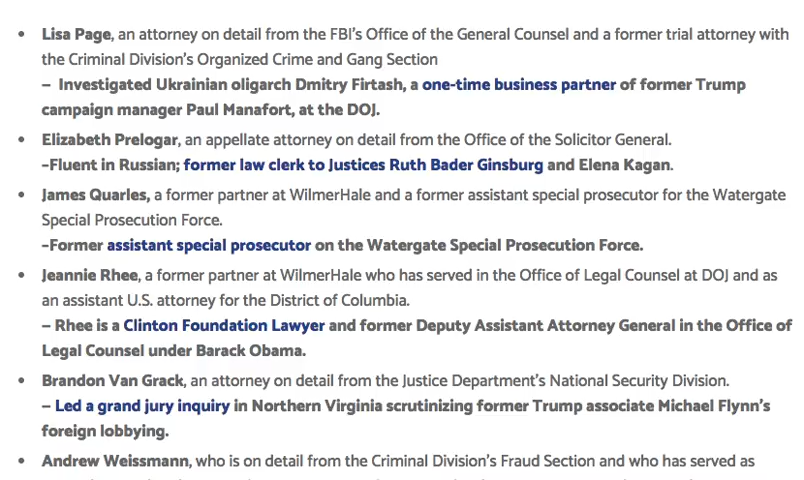 • Lisa Page, an attorney on detail from the FBI's Office of the General Counsel and a former trial attorney with
the Criminal Division's Organized Crime and Gang Section
– Investigated Ukrainian oligarch Dmitry Firtash, a one-time business partner of former Trump
campaign manager Paul Manafort, at the DOJ.
• Elizabeth Prelogar, an appellate attorney on detail from the Office of the Solicitor General.
–Fluent in Russian; former law clerk to Justices Ruth Bader Ginsburg and Elena Kagan.
• James Quarles, a former partner at WilmerHale and a former assistant special prosecutor for the Watergate
Special Prosecution Force.
–Former assistant special prosecutor on the Watergate Special Prosecution Force.
• Jeannie Rhee, a former partner at WilmerHale who has served in the Office of Legal Counsel at DOJ and as
an assistant U.S. attorney for the District of Columbia.
– Rhee is a Clinton Foundation Lawyer and former Deputy Assistant Attorney General in the Office of
Legal Counsel under Barack Obama.
• Brandon Van Grack, an attorney on detail from the Justice Department's National Security Division.
– Led a grand jury inquiry in Northern Virginia scrutinizing former Trump associate Michael Flynn's
foreign lobbying.
• Andrew Weissmann, who is on detail from the Criminal Division's Fraud Section and who has served as